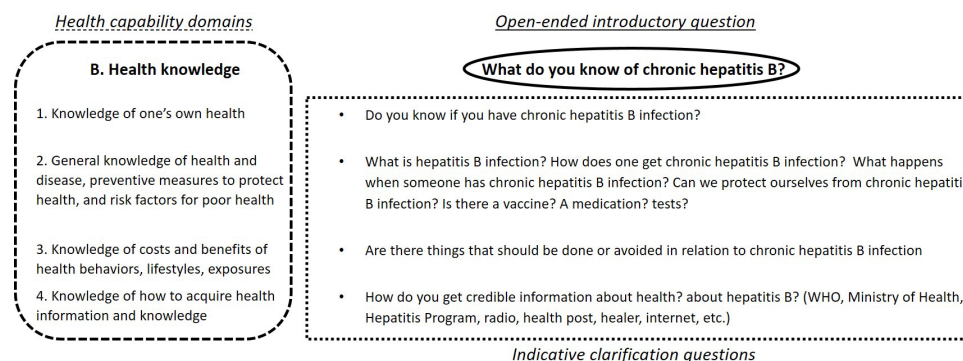 Health capability domains
Open-ended introductory question
B. Health knowledge
What do you know of chronic hepatitis B?
1. Knowledge of one's own health
• Do you know if you have chronic hepatitis B infection?
2. General knowledge of health and
disease, preventive measures to protect
health, and risk factors for poor health
• What is hepatitis B infection? How does one get chronic hepatitis B infection? What happens
when someone has chronic hepatitis B infection? Can we protect ourselves from chronic hepatiti
B infection? Is there a vaccine? A medication? tests?
3. Knowledge of costs and benefits of
health behaviors, lifestyles, exposures
• Are there things that should be done or avoided in relation to chronic hepatitis B infection
4. Knowledge of how to acquire health
information and knowledge
• How do you get credible information about health? about hepatitis B? (WHO, Ministry of Health,
Hepatitis Program, radio, health post, healer, internet, etc.)
Indicative clarification questions